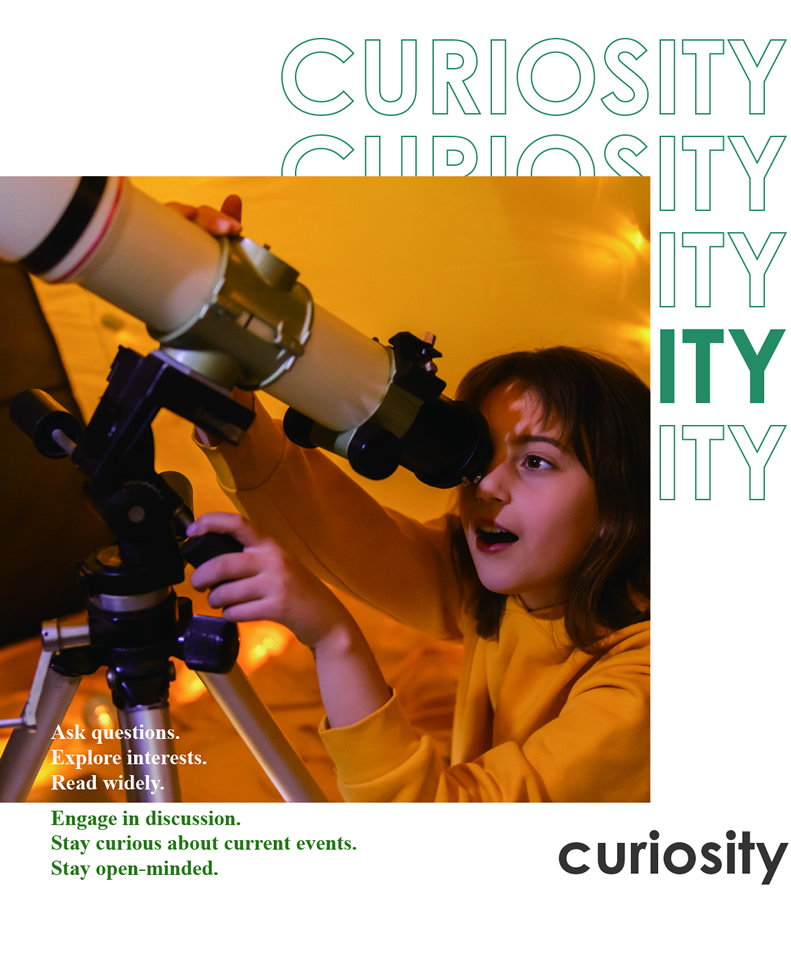 CURIOSITY
CURIOSITY
ITY
ITY
ITY
Ask questions.
Explore interests.
Read widely.
Engage in discussion.
Stay curious about current events.
Stay open-minded.
curiosity